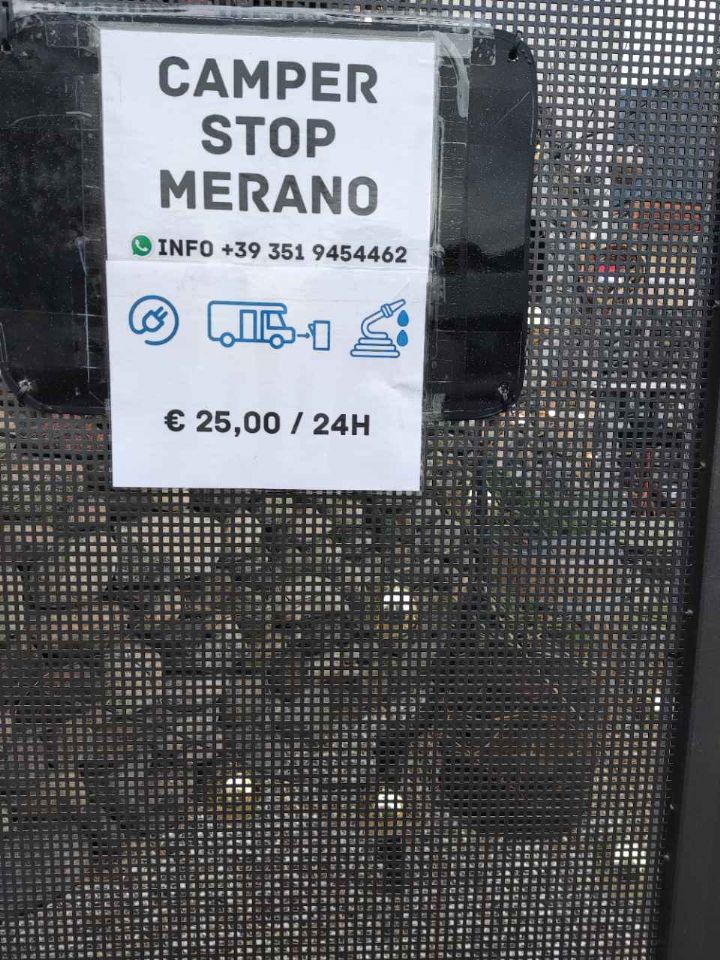 CAMPER
STOP
MERANO
INFO +39 351 9454462
€ 25,00 / 24H